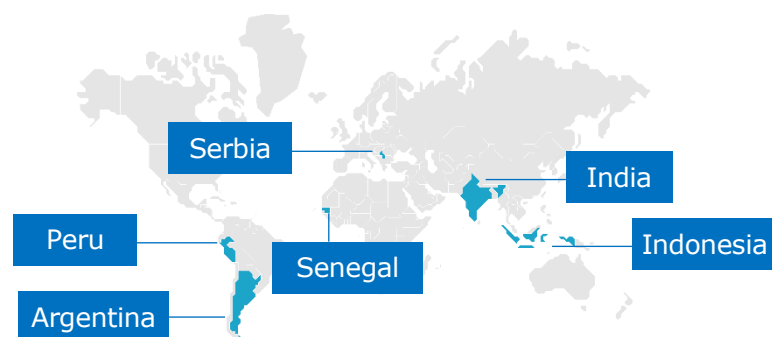 Serbia
India
Peru
Senegal
Indonesia
Argentina